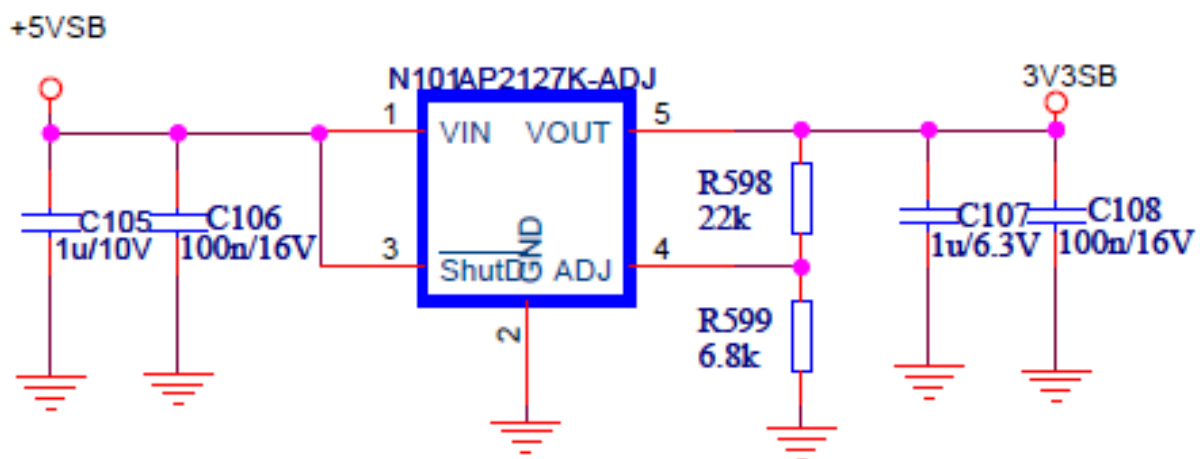 +5VSB
N101AP2127K-ADJ
3V3SB
1
VIN
VOUT
5
R598
22k
C105
1u/10V
C106
100n/16V
C107
1u/6.3V
C108
100n/16V
3
ShutD
GND
ADJ
4
2
R599
6.8k